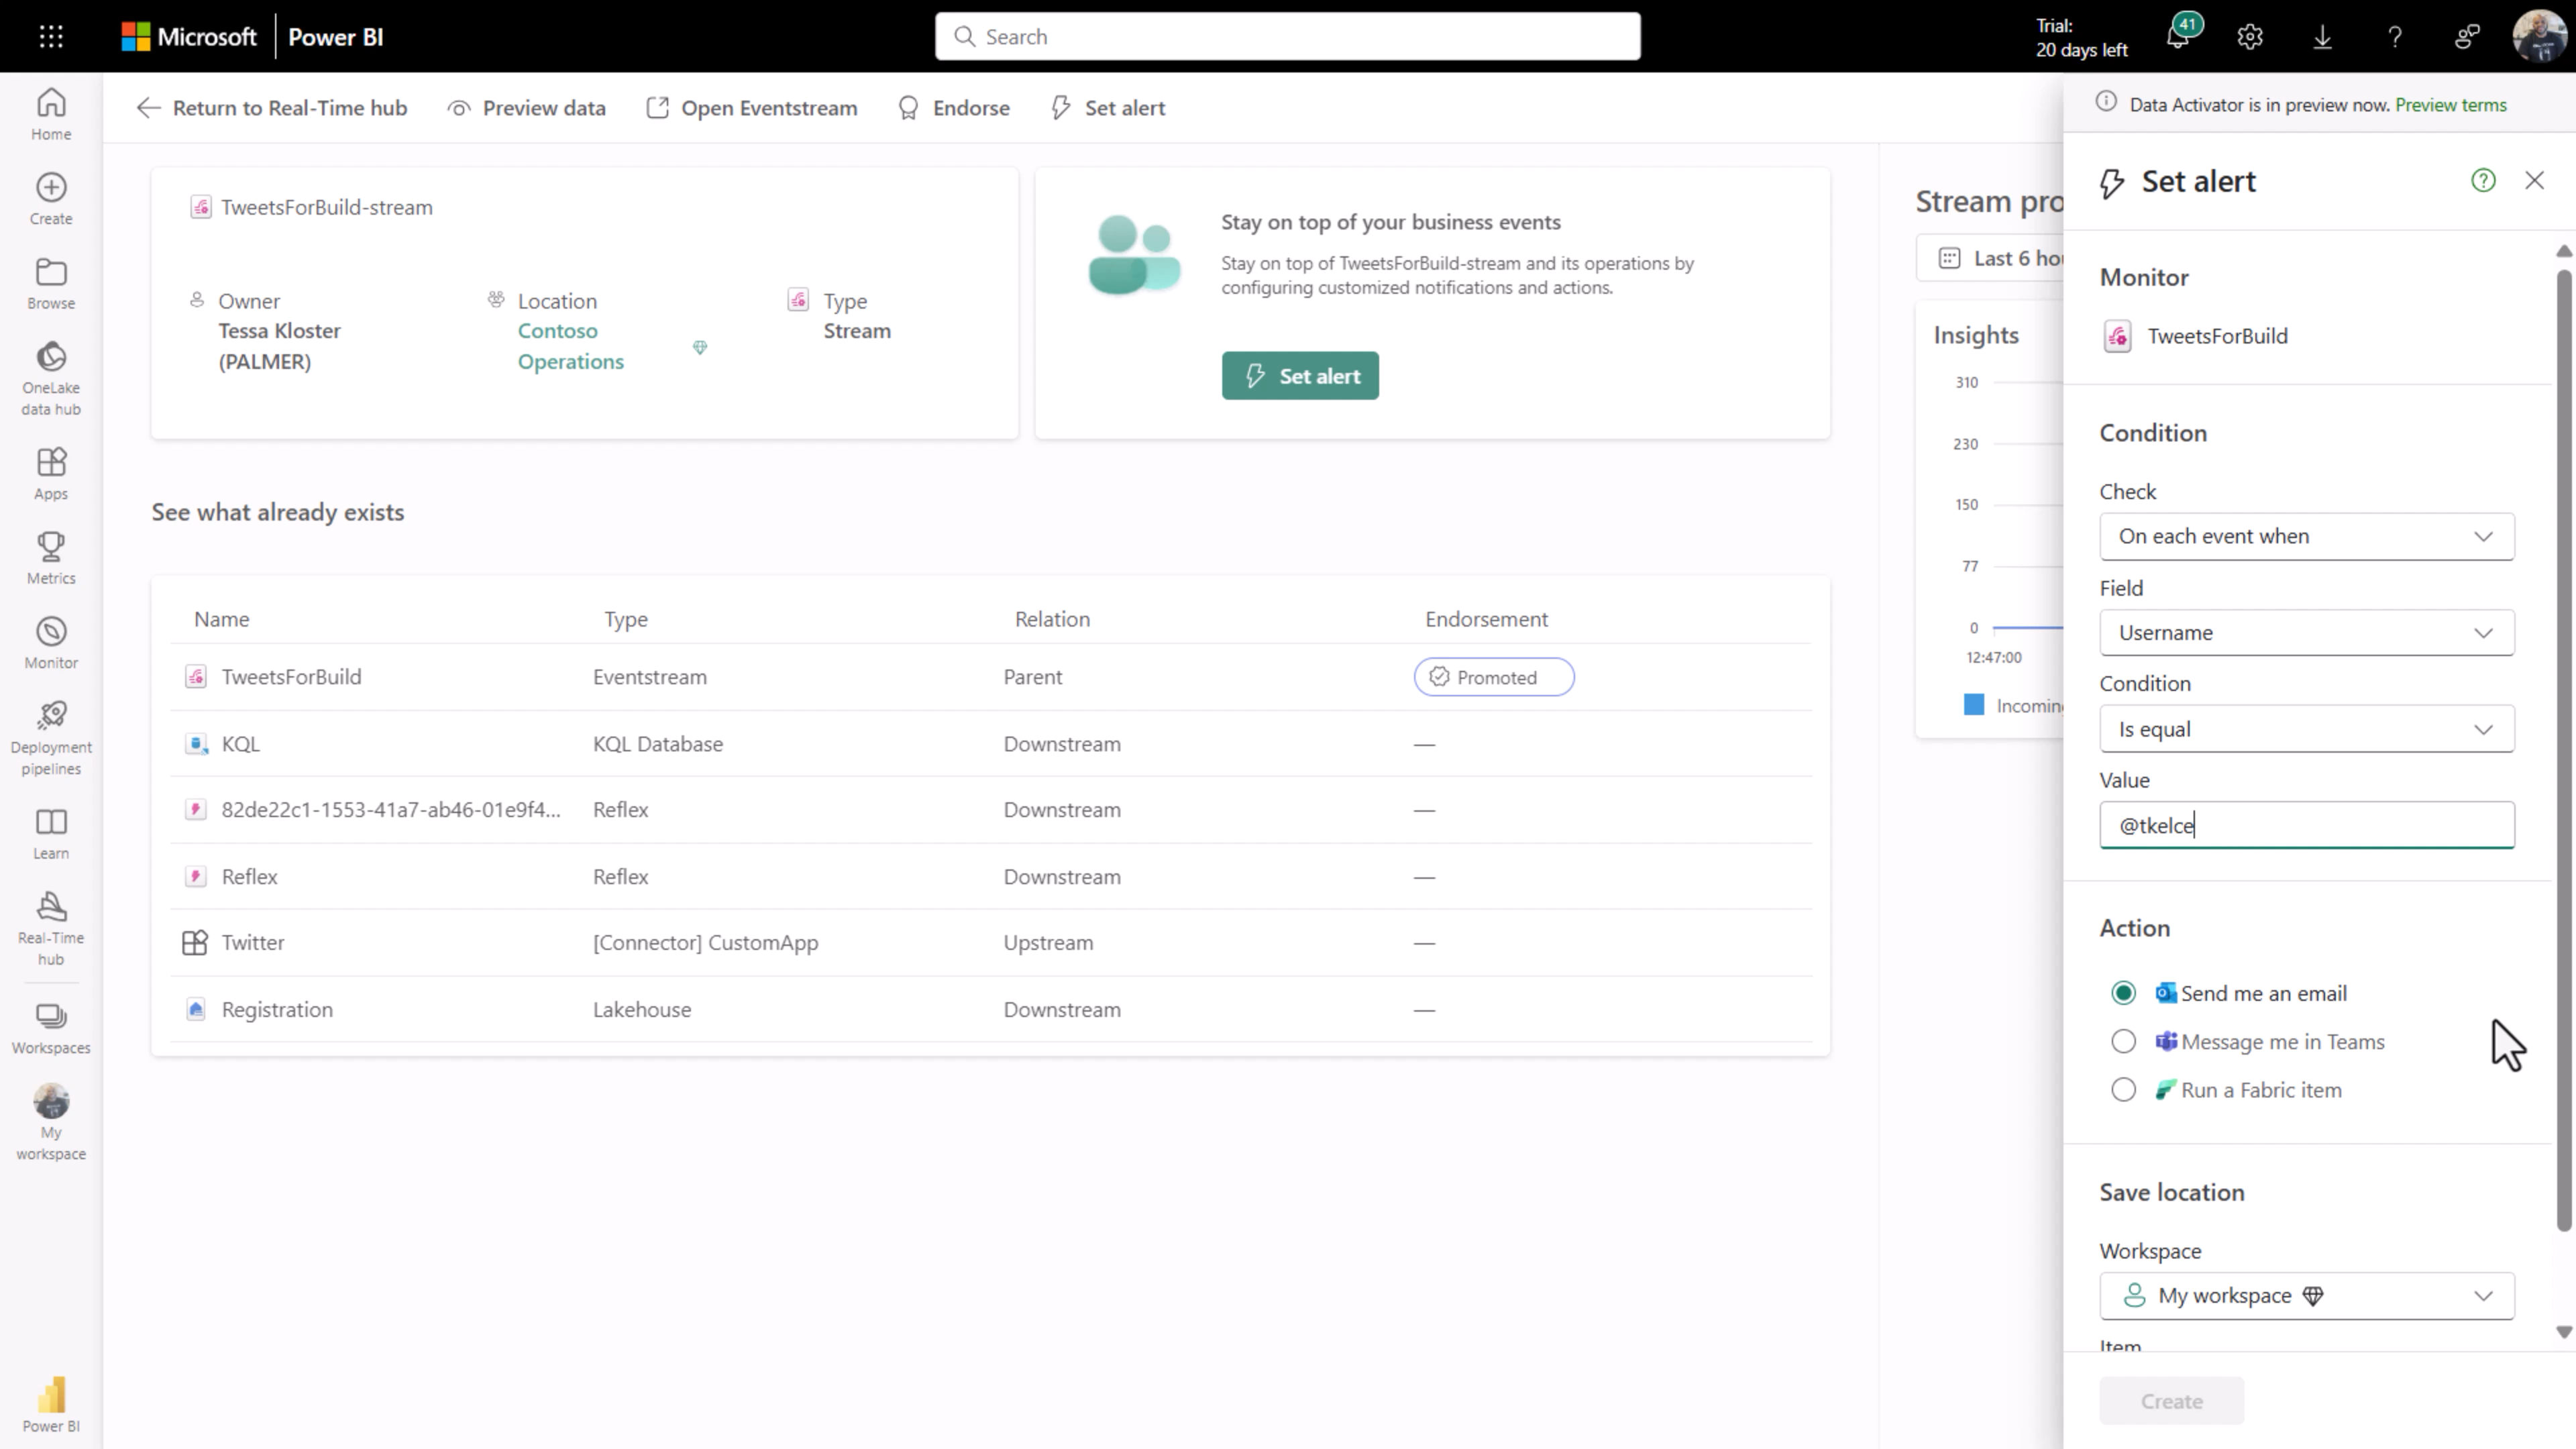 Microsoft
Power BI
Search
Trial:
20 days left
41
Home
Create
Browse
OneLake
data hub
Apps
Metrics
Monitor
Deployment
pipelines
Learn
Real-Time
hub
Workspaces
My
workspace
Power BI
Return to Real-Time hub
Preview data
Open Eventstream
Endorse
Set alert
TweetsForBuild-stream
Owner
Tessa Kloster
(PALMER)
Location
Contoso
Operations
Type
Stream
Stay on top of your business events
Stay on top of TweetsForBuild-stream and its operations by
configuring customized notifications and actions.
Set alert
See what already exists
Name Type Relation Endorsement
TweetsForBuild Eventstream Parent Promoted
KQL KQL Database Downstream —
82de22c1-1553-41a7-ab46-01e9f4... Reflex Downstream —
Reflex Reflex Downstream —
Twitter [Connector] CustomApp Upstream —
Registration Lakehouse Downstream —
Stream pro
Last 6 hou
Insights
310
230
150
77
0
12:47:00
Incoming
Data Activator is in preview now. Preview terms
Set alert
Monitor
TweetsForBuild
Condition
Check
On each event when
Field
Username
Condition
Is equal
Value
@tkelce
Action
Send me an email
Message me in Teams
Run a Fabric item
Save location
Workspace
My workspace
Item
Create